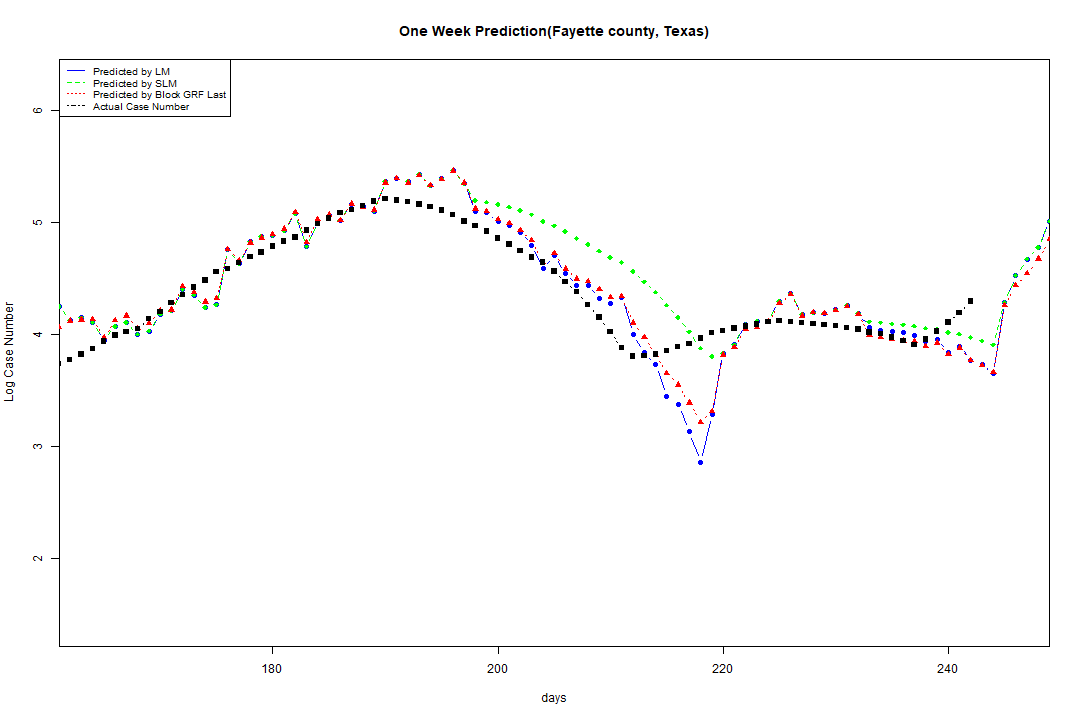 One Week Prediction(Fayette county, Texas)
Predicted by LM
Predicted by SLM
Predicted by Block GRF Last
Actual Case Number
6
5
4
3
2
Log Case Number
180 200 220 240
days